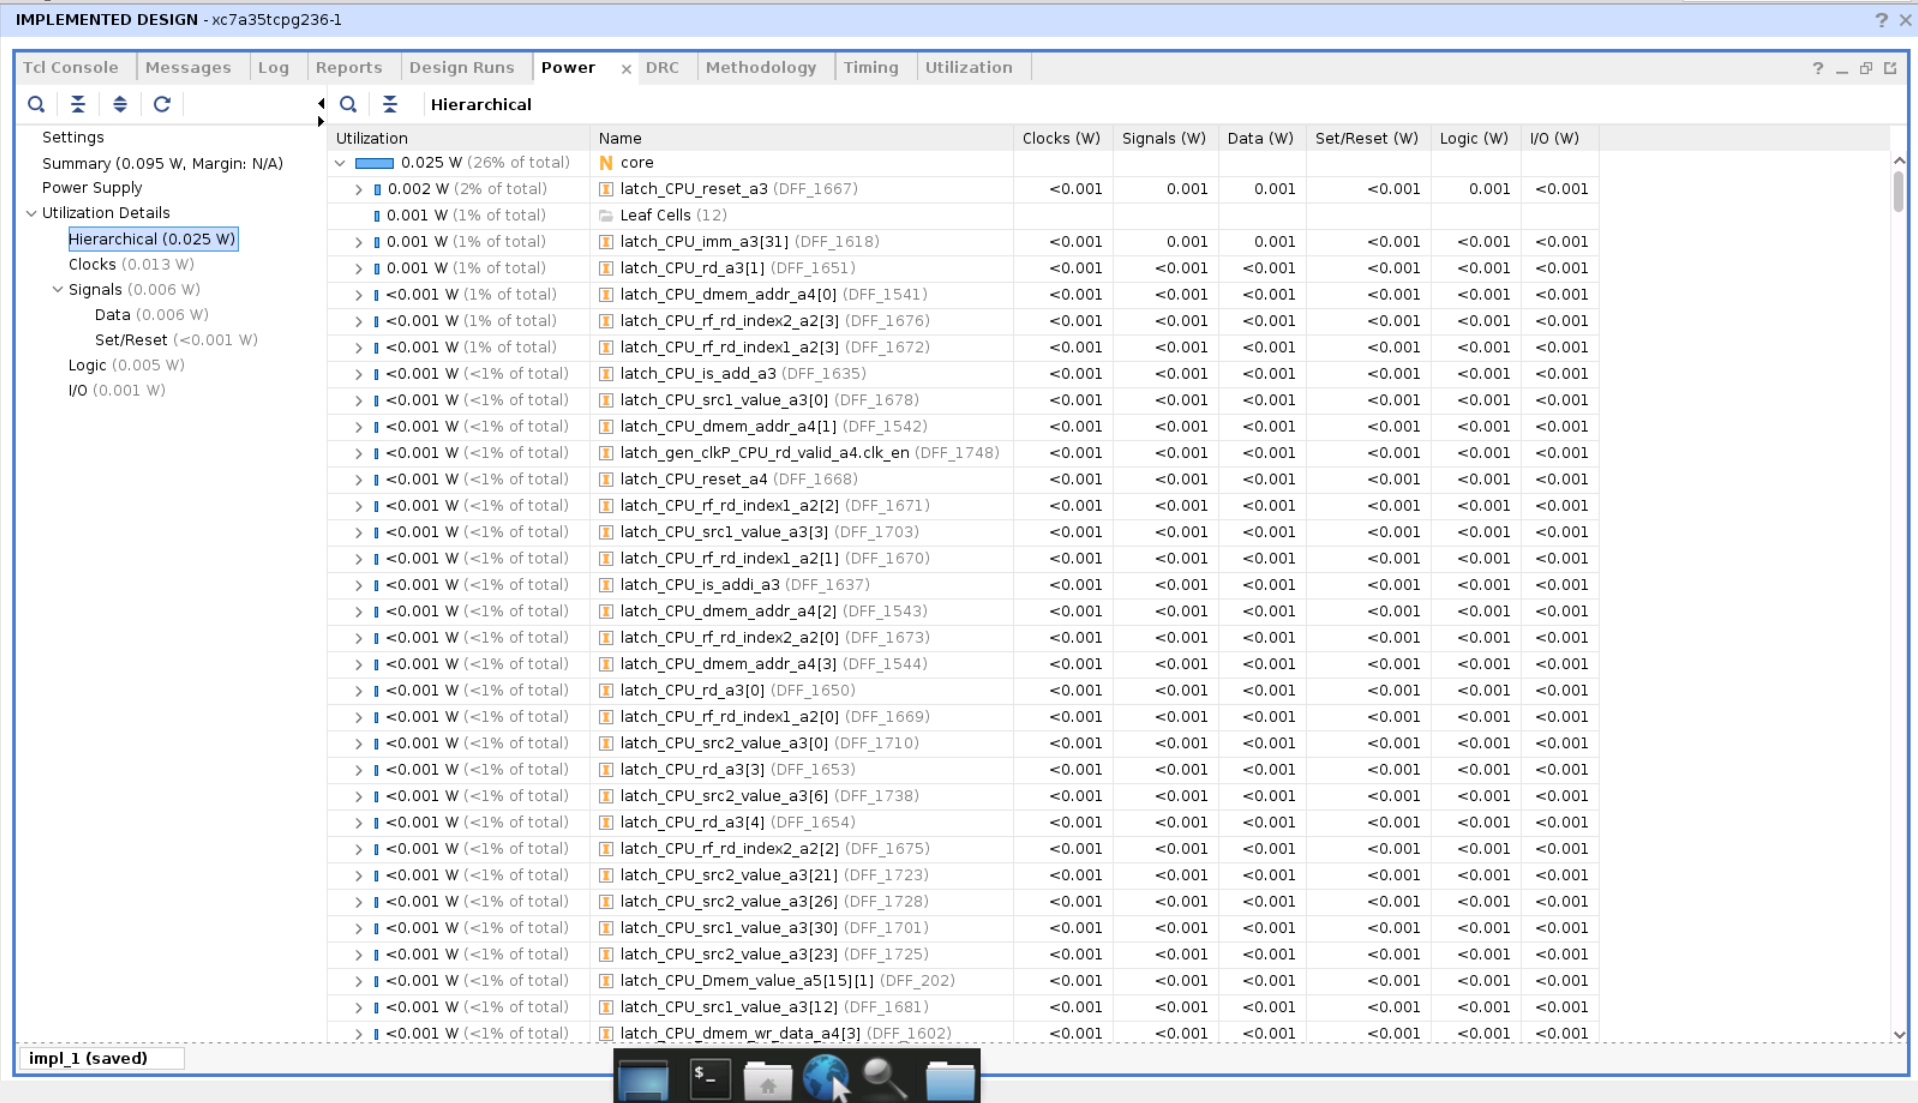 IMPLEMENTED DESIGN - xc7a35tcpg236-1 ? ×
Tcl Console Messages Log Reports Design Runs Power × DRC Methodology Timing Utilization ? _
Hierarchical
Settings
Summary (0.095 W, Margin: N/A)
Power Supply
Utilization Details
Hierarchical (0.025 W)
Clocks (0.013 W)
Signals (0.006 W)
Data (0.006 W)
Set/Reset (<0.001 W)
Logic (0.005 W)
I/O (0.001 W)
Utilization Name Clocks (W) Signals (W) Data (W) Set/Reset (W) Logic (W) I/O (W)
0.025 W (26% of total) N core
0.002 W (2% of total) I latch_CPU_reset_a3 (DFF_1667) <0.001 0.001 0.001 <0.001 0.001 <0.001
0.001 W (1% of total) Leaf Cells (12)
0.001 W (1% of total) I latch_CPU_imm_a3[31] (DFF_1618) <0.001 0.001 0.001 <0.001 <0.001 <0.001
0.001 W (1% of total) I latch_CPU_rd_a3[1] (DFF_1651) <0.001 <0.001 <0.001 <0.001 <0.001 <0.001
<0.001 W (1% of total) I latch_CPU_dmem_addr_a4[0] (DFF_1541) <0.001 <0.001 <0.001 <0.001 <0.001 <0.001
<0.001 W (1% of total) I latch_CPU_rf_rd_index2_a2[3] (DFF_1676) <0.001 <0.001 <0.001 <0.001 <0.001 <0.001
<0.001 W (1% of total) I latch_CPU_rf_rd_index1_a2[3] (DFF_1672) <0.001 <0.001 <0.001 <0.001 <0.001 <0.001
<0.001 W (<1% of total) I latch_CPU_is_add_a3 (DFF_1635) <0.001 <0.001 <0.001 <0.001 <0.001 <0.001
<0.001 W (<1% of total) I latch_CPU_src1_value_a3[0] (DFF_1678) <0.001 <0.001 <0.001 <0.001 <0.001 <0.001
<0.001 W (<1% of total) I latch_CPU_dmem_addr_a4[1] (DFF_1542) <0.001 <0.001 <0.001 <0.001 <0.001 <0.001
<0.001 W (<1% of total) I latch_gen_clkP_CPU_rd_valid_a4.clk_en (DFF_1748) <0.001 <0.001 <0.001 <0.001 <0.001 <0.001
<0.001 W (<1% of total) I latch_CPU_reset_a4 (DFF_1668) <0.001 <0.001 <0.001 <0.001 <0.001 <0.001
<0.001 W (<1% of total) I latch_CPU_rf_rd_index1_a2[2] (DFF_1671) <0.001 <0.001 <0.001 <0.001 <0.001 <0.001
<0.001 W (<1% of total) I latch_CPU_src1_value_a3[3] (DFF_1703) <0.001 <0.001 <0.001 <0.001 <0.001 <0.001
<0.001 W (<1% of total) I latch_CPU_rf_rd_index1_a2[1] (DFF_1670) <0.001 <0.001 <0.001 <0.001 <0.001 <0.001
<0.001 W (<1% of total) I latch_CPU_is_addi_a3 (DFF_1637) <0.001 <0.001 <0.001 <0.001 <0.001 <0.001
<0.001 W (<1% of total) I latch_CPU_dmem_addr_a4[2] (DFF_1543) <0.001 <0.001 <0.001 <0.001 <0.001 <0.001
<0.001 W (<1% of total) I latch_CPU_rf_rd_index2_a2[0] (DFF_1673) <0.001 <0.001 <0.001 <0.001 <0.001 <0.001
<0.001 W (<1% of total) I latch_CPU_dmem_addr_a4[3] (DFF_1544) <0.001 <0.001 <0.001 <0.001 <0.001 <0.001
<0.001 W (<1% of total) I latch_CPU_rd_a3[0] (DFF_1650) <0.001 <0.001 <0.001 <0.001 <0.001 <0.001
<0.001 W (<1% of total) I latch_CPU_rf_rd_index1_a2[0] (DFF_1669) <0.001 <0.001 <0.001 <0.001 <0.001 <0.001
<0.001 W (<1% of total) I latch_CPU_src2_value_a3[0] (DFF_1710) <0.001 <0.001 <0.001 <0.001 <0.001 <0.001
<0.001 W (<1% of total) I latch_CPU_rd_a3[3] (DFF_1653) <0.001 <0.001 <0.001 <0.001 <0.001 <0.001
<0.001 W (<1% of total) I latch_CPU_src2_value_a3[6] (DFF_1738) <0.001 <0.001 <0.001 <0.001 <0.001 <0.001
<0.001 W (<1% of total) I latch_CPU_rd_a3[4] (DFF_1654) <0.001 <0.001 <0.001 <0.001 <0.001 <0.001
<0.001 W (<1% of total) I latch_CPU_rf_rd_index2_a2[2] (DFF_1675) <0.001 <0.001 <0.001 <0.001 <0.001 <0.001
<0.001 W (<1% of total) I latch_CPU_src2_value_a3[21] (DFF_1723) <0.001 <0.001 <0.001 <0.001 <0.001 <0.001
<0.001 W (<1% of total) I latch_CPU_src2_value_a3[26] (DFF_1728) <0.001 <0.001 <0.001 <0.001 <0.001 <0.001
<0.001 W (<1% of total) I latch_CPU_src1_value_a3[30] (DFF_1701) <0.001 <0.001 <0.001 <0.001 <0.001 <0.001
<0.001 W (<1% of total) I latch_CPU_src2_value_a3[23] (DFF_1725) <0.001 <0.001 <0.001 <0.001 <0.001 <0.001
<0.001 W (<1% of total) I latch_CPU_Dmem_value_a5[15][1] (DFF_202) <0.001 <0.001 <0.001 <0.001 <0.001 <0.001
<0.001 W (<1% of total) I latch_CPU_src1_value_a3[12] (DFF_1681) <0.001 <0.001 <0.001 <0.001 <0.001 <0.001
<0.001 W (<1% of total) I latch_CPU_dmem_wr_data_a4[3] (DFF_1602) <0.001 <0.001 <0.001 <0.001 <0.001 <0.001
impl_1 (saved)
$_